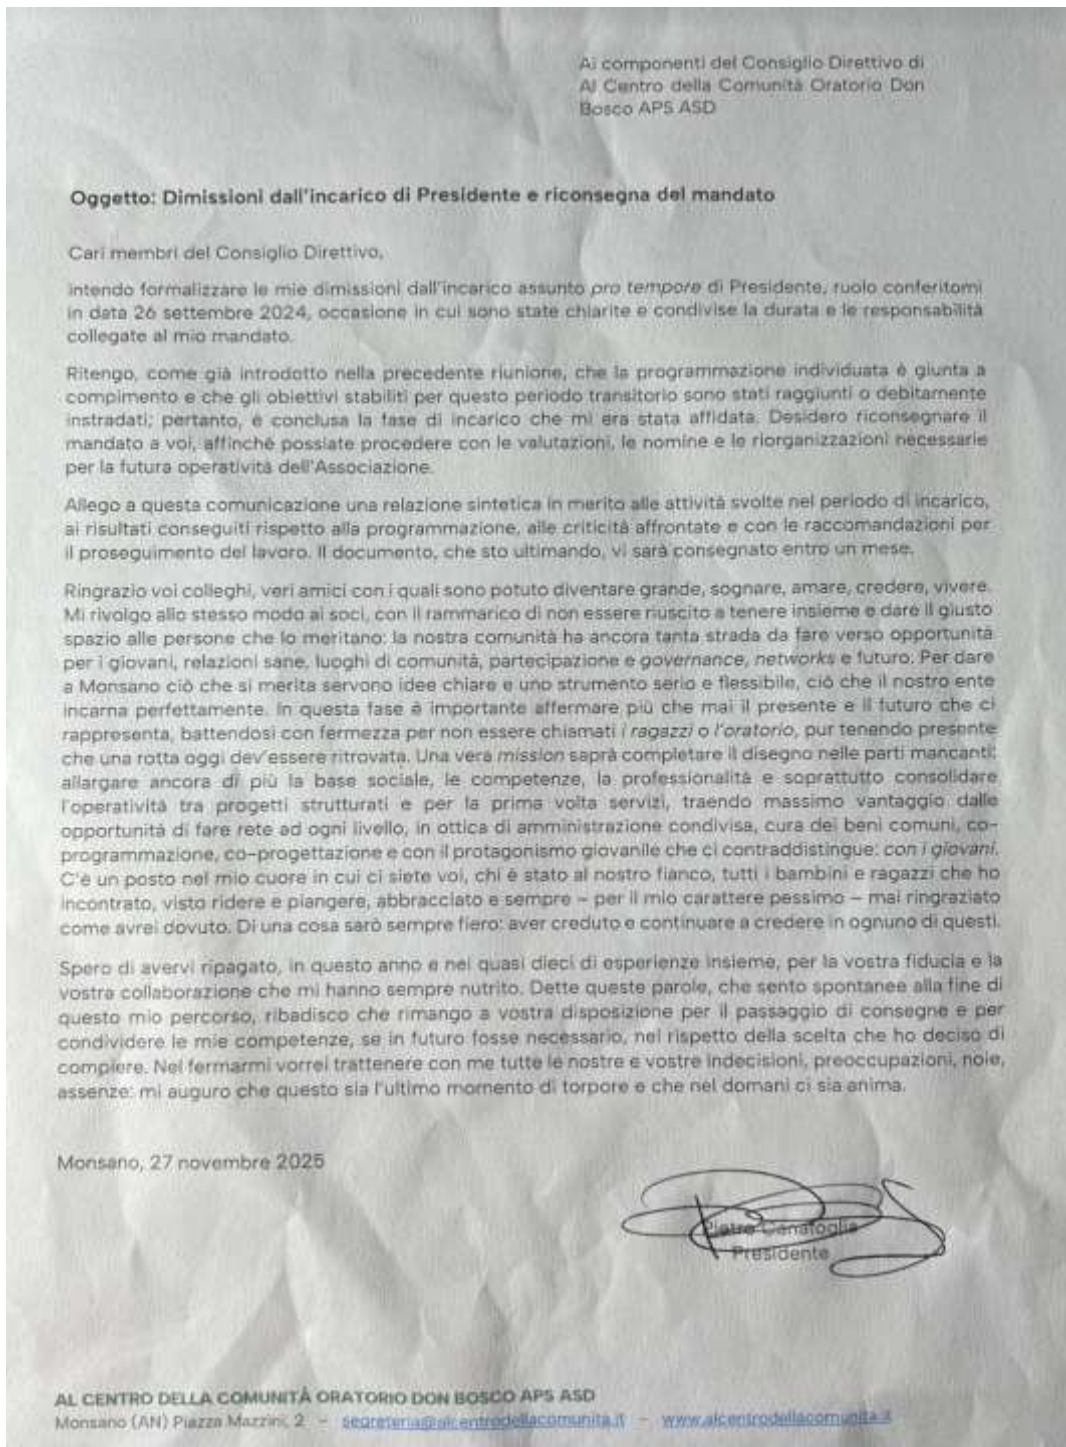 Ai componenti del Consiglio Direttivo di
Al Centro della Comunità Oratorio Don
Bosco APS ASD
Oggetto: Dimissioni dall'incarico di Presidente e riconsegna del mandato
Cari membri del Consiglio Direttivo,
intendo formalizzare le mie dimissioni dall'incarico assunto pro tempore di Presidente, ruolo conferitomi
in data 26 settembre 2024, occasione in cui sono state chiarite e condivise la durata e le responsabilità
collegate al mio mandato.
Ritengo, come già introdotto nella precedente riunione, che la programmazione individuata è giunta a
compimento e che gli obiettivi stabiliti per questo periodo transitorio sono stati raggiunti o debitamente
instradati; pertanto, è conclusa la fase di incarico che mi era stata affidata. Desidero riconsegnare il
mandato a voi, affinché possiate procedere con le valutazioni, le nomine e le riorganizzazioni necessarie
per la futura operatività dell'Associazione.
Allego a questa comunicazione una relazione sintetica in merito alle attività svolte nel periodo di incarico,
ai risultati conseguiti rispetto alla programmazione, alle criticità affrontate e con le raccomandazioni per
il proseguimento del lavoro. Il documento, che sto ultimando, vi sarà consegnato entro un mese.
Ringrazio voi colleghi, veri amici con i quali sono potuto diventare grande, sognare, amare, credere, vivere.
Mi rivolgo allo stesso modo ai soci, con il rammarico di non essere riuscito a tenere insieme e dare il giusto
spazio alle persone che lo meritano: la nostra comunità ha ancora tanta strada da fare verso opportunità
per i giovani, relazioni sane, luoghi di comunità, partecipazione e governance, networks e futuro. Per dare
a Monsano ciò che si merita servono idee chiare e uno strumento serio e flessibile, ciò che il nostro ente
incarna perfettamente. In questa fase è importante affermare più che mai il presente e il futuro che ci
rappresenta, battendosi con fermezza per non essere chiamati i ragazzi o l'oratorio, pur tenendo presente
che una rotta oggi dev'essere ritrovata. Una vera mission saprà completare il disegno nelle parti mancanti:
allargare ancora di più la base sociale, le competenze, la professionalità e soprattutto consolidare
l'operatività tra progetti strutturati e per la prima volta servizi, traendo massimo vantaggio dalle
opportunità di fare rete ad ogni livello, in ottica di amministrazione condivisa, cura dei beni comuni, co-
programmazione, co-progettazione e con il protagonismo giovanile che ci contraddistingue: con i giovani.
C'è un posto nel mio cuore in cui ci siete voi, chi è stato al nostro fianco, tutti i bambini e ragazzi che ho
incontrato, visto ridere e piangere, abbracciato e sempre – per il mio carattere pessimo – mai ringraziato
come avrei dovuto. Di una cosa sarò sempre fiero: aver creduto e continuare a credere in ognuno di questi.
Spero di avervi ripagato, in questo anno e nei quasi dieci di esperienze insieme, per la vostra fiducia e la
vostra collaborazione che mi hanno sempre nutrito. Dette queste parole, che sento spontanee alla fine di
questo mio percorso, ribadisco che rimango a vostra disposizione per il passaggio di consegne e per
condividere le mie competenze, se in futuro fosse necessario, nel rispetto della scelta che ho deciso di
compiere. Nel fermarmi vorrei trattenere con me tutte le nostre e vostre indecisioni, preoccupazioni, noie,
assenze: mi auguro che questo sia l'ultimo momento di torpore e che nel domani ci sia anima.
Monsano, 27 novembre 2025
Pietro Canafoglia
Presidente
AL CENTRO DELLA COMUNITÀ ORATORIO DON BOSCO APS ASD
Monsano (AN) Piazza Mazzini, 2 – segreteria@alcentrodellacomunita.it – www.alcentrodellacomunita.it